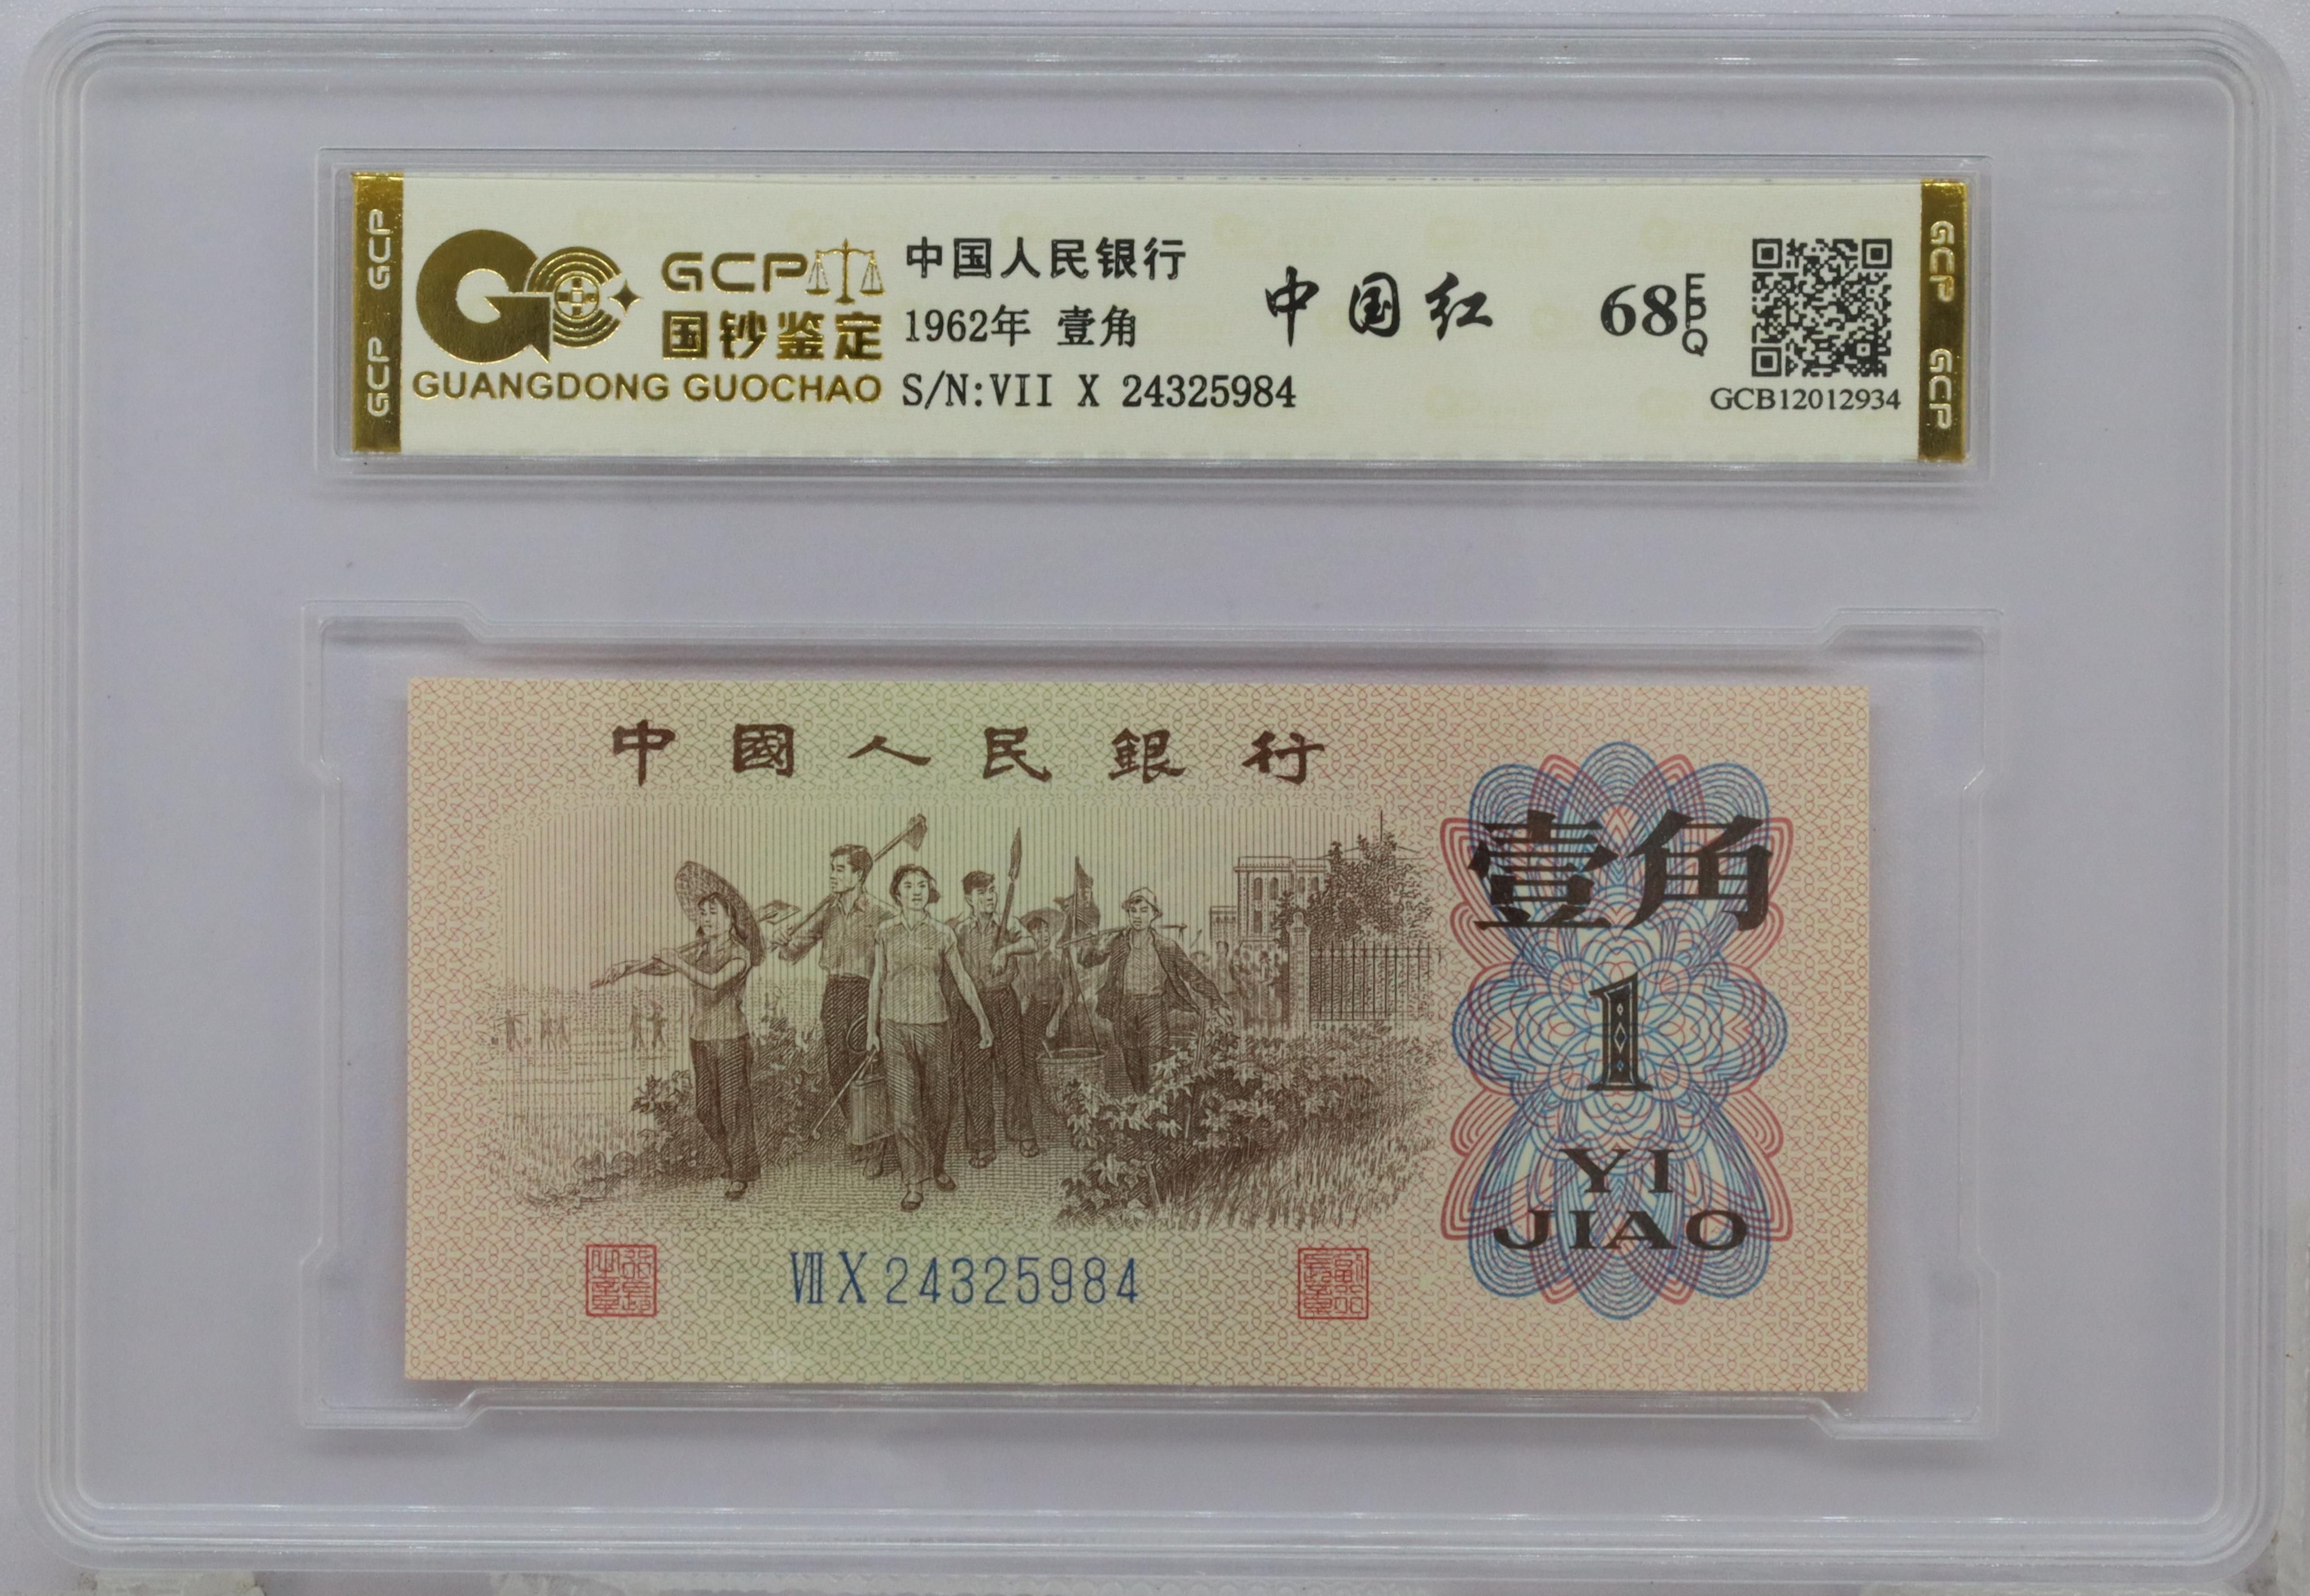 GCP GCP
GCP
国钞鉴定
GUANGDONG GUOCHAO
中国人民银行
1962年 壹角
S/N:VII X 24325984
中国红
68 EPQ
GCB12012934
GCP GCP
中國人民銀行
壹角
1
YI
JIAO
VII X 24325984